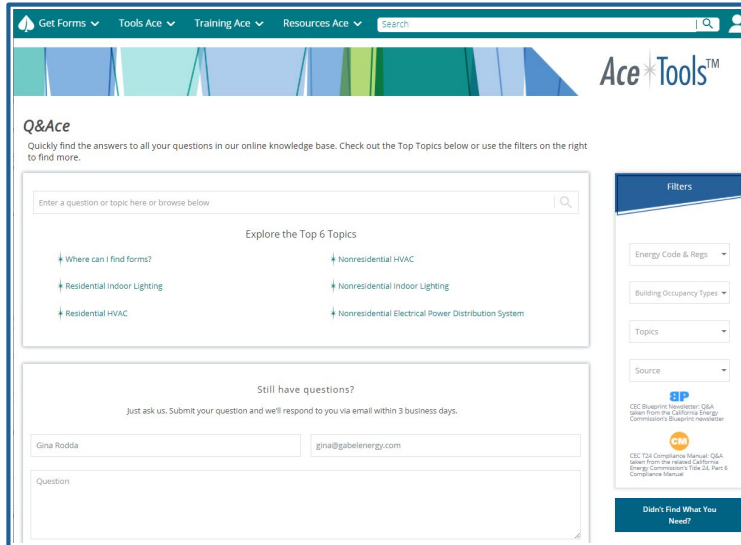 Get Forms
Tools Ace
Training Ace
Resources Ace
Search
Ace Tools™
Q&Ace
Quickly find the answers to all your questions in our online knowledge base. Check out the Top Topics below or use the filters on the right
to find more.
Enter a question or topic here or browse below
Explore the Top 6 Topics
Where can I find forms?
Nonresidential HVAC
Residential Indoor Lighting
Nonresidential Indoor Lighting
Residential HVAC
Nonresidential Electrical Power Distribution System
Still have questions?
Just ask us. Submit your question and we'll respond to you via email within 3 business days.
Gina Rodda
gina@gabelenergy.com
Question
Filters
Energy Code & Regs
Building Occupancy Types
Topics
Source
BP
CEC Blueprint Newsletter: Q&A
taken from the California Energy
Commission's Blueprint newsletter
CM
CEC T24 Compliance Manual: Q&A
taken from the related California
Energy Commission's Title 24, Part 6
Compliance Manual
Didn't Find What You
Need?